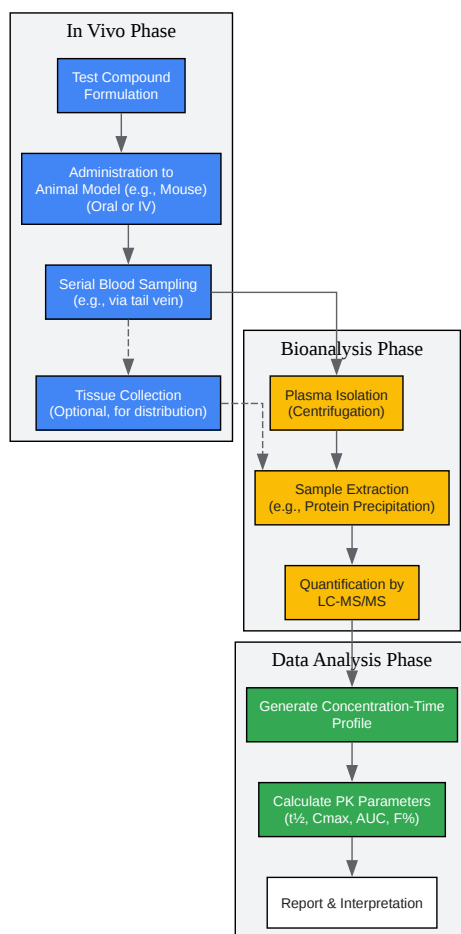 In Vivo Phase
Test Compound
Formulation
Administration to
Animal Model (e.g., Mouse)
(Oral or IV)
Serial Blood Sampling
(e.g., via tail vein)
Tissue Collection
(Optional, for distribution)
Bioanalysis Phase
Plasma Isolation
(Centrifugation)
Sample Extraction
(e.g., Protein Precipitation)
Quantification by
LC-MS/MS
Data Analysis Phase
Generate Concentration-Time
Profile
Calculate PK Parameters
(t½, Cmax, AUC, F%)
Report & Interpretation